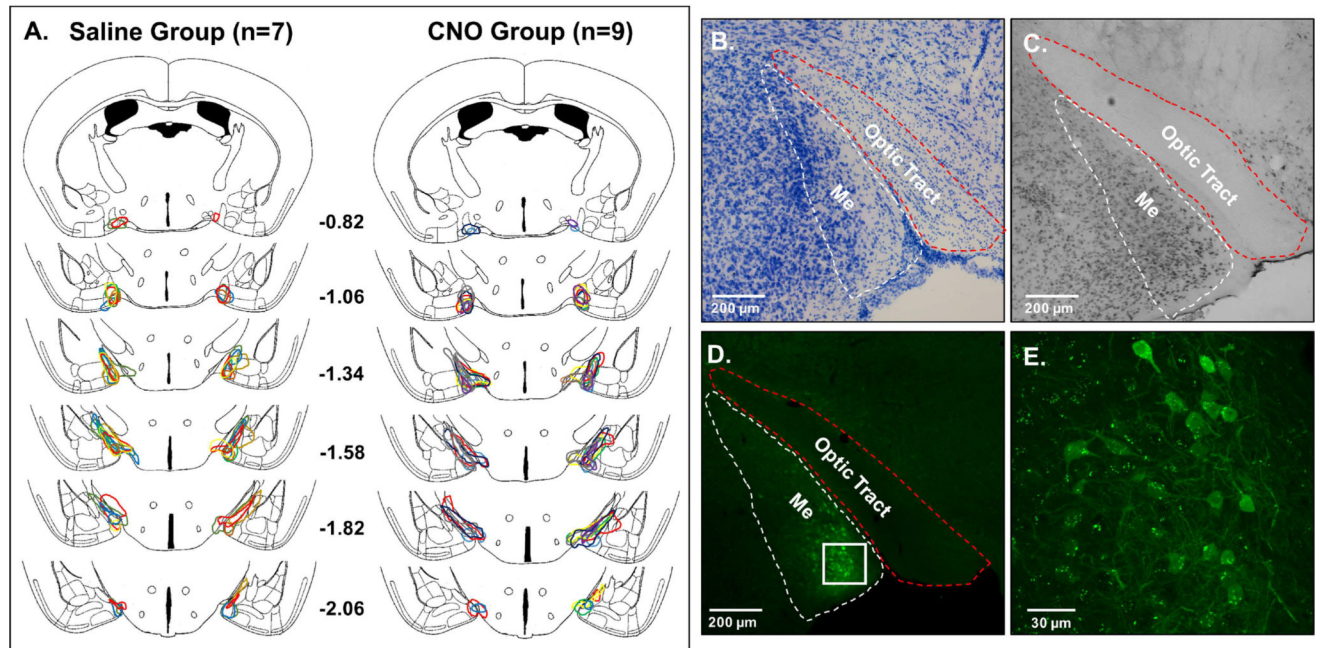 A. Saline Group (n=7) CNO Group (n=9)
-0.82
-1.06
-1.34
-1.58
-1.82
-2.06
B.
Optic Tract
Me
200 µm
C.
Optic Tract
Me
200 µm
D.
Optic Tract
Me
200 µm
E.
30 µm